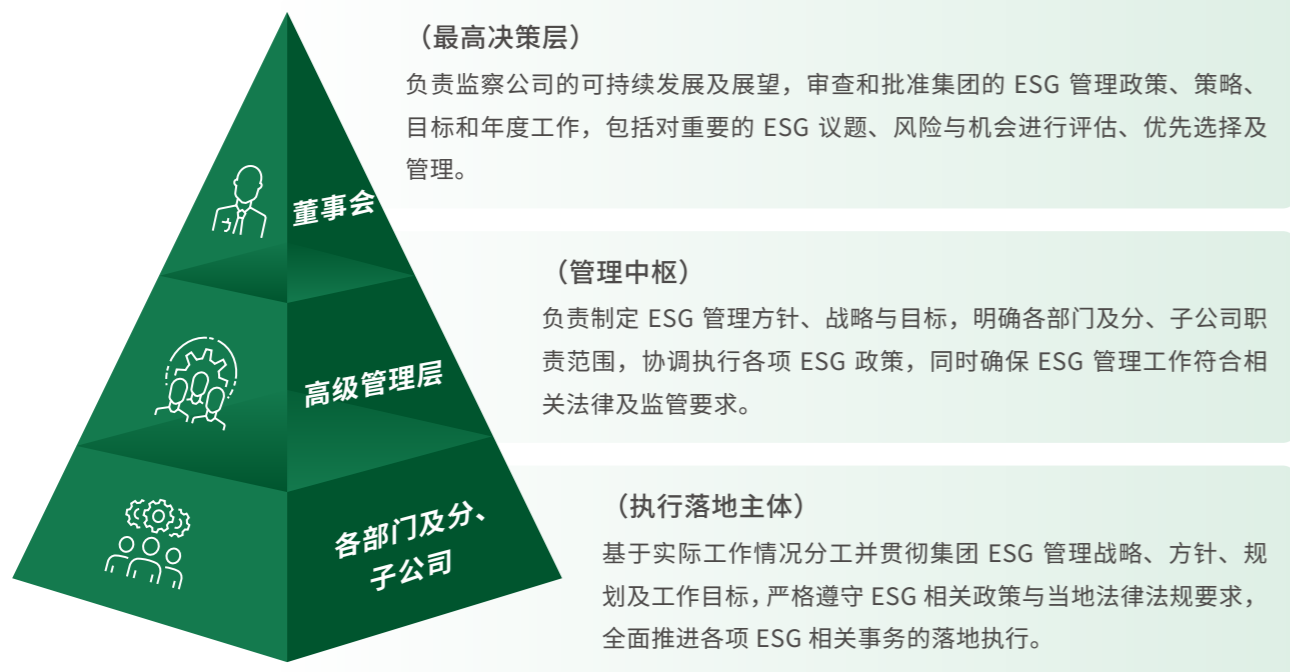 （最高决策层）
负责监察公司的可持续发展及展望，审查和批准集团的 ESG 管理政策、策略、
目标和年度工作，包括对重要的 ESG 议题、风险与机会进行评估、优先选择及
管理。
董事会
（管理中枢）
负责制定 ESG 管理方针、战略与目标，明确各部门及分、子公司职
责范围，协调执行各项 ESG 政策，同时确保 ESG 管理工作符合相
关法律及监管要求。
高级管理层
（执行落地主体）
基于实际工作情况分工并贯彻集团 ESG 管理战略、方针、规
划及工作目标，严格遵守 ESG 相关政策与当地法律法规要求，
全面推进各项 ESG 相关事务的落地执行。
各部门及分、
子公司